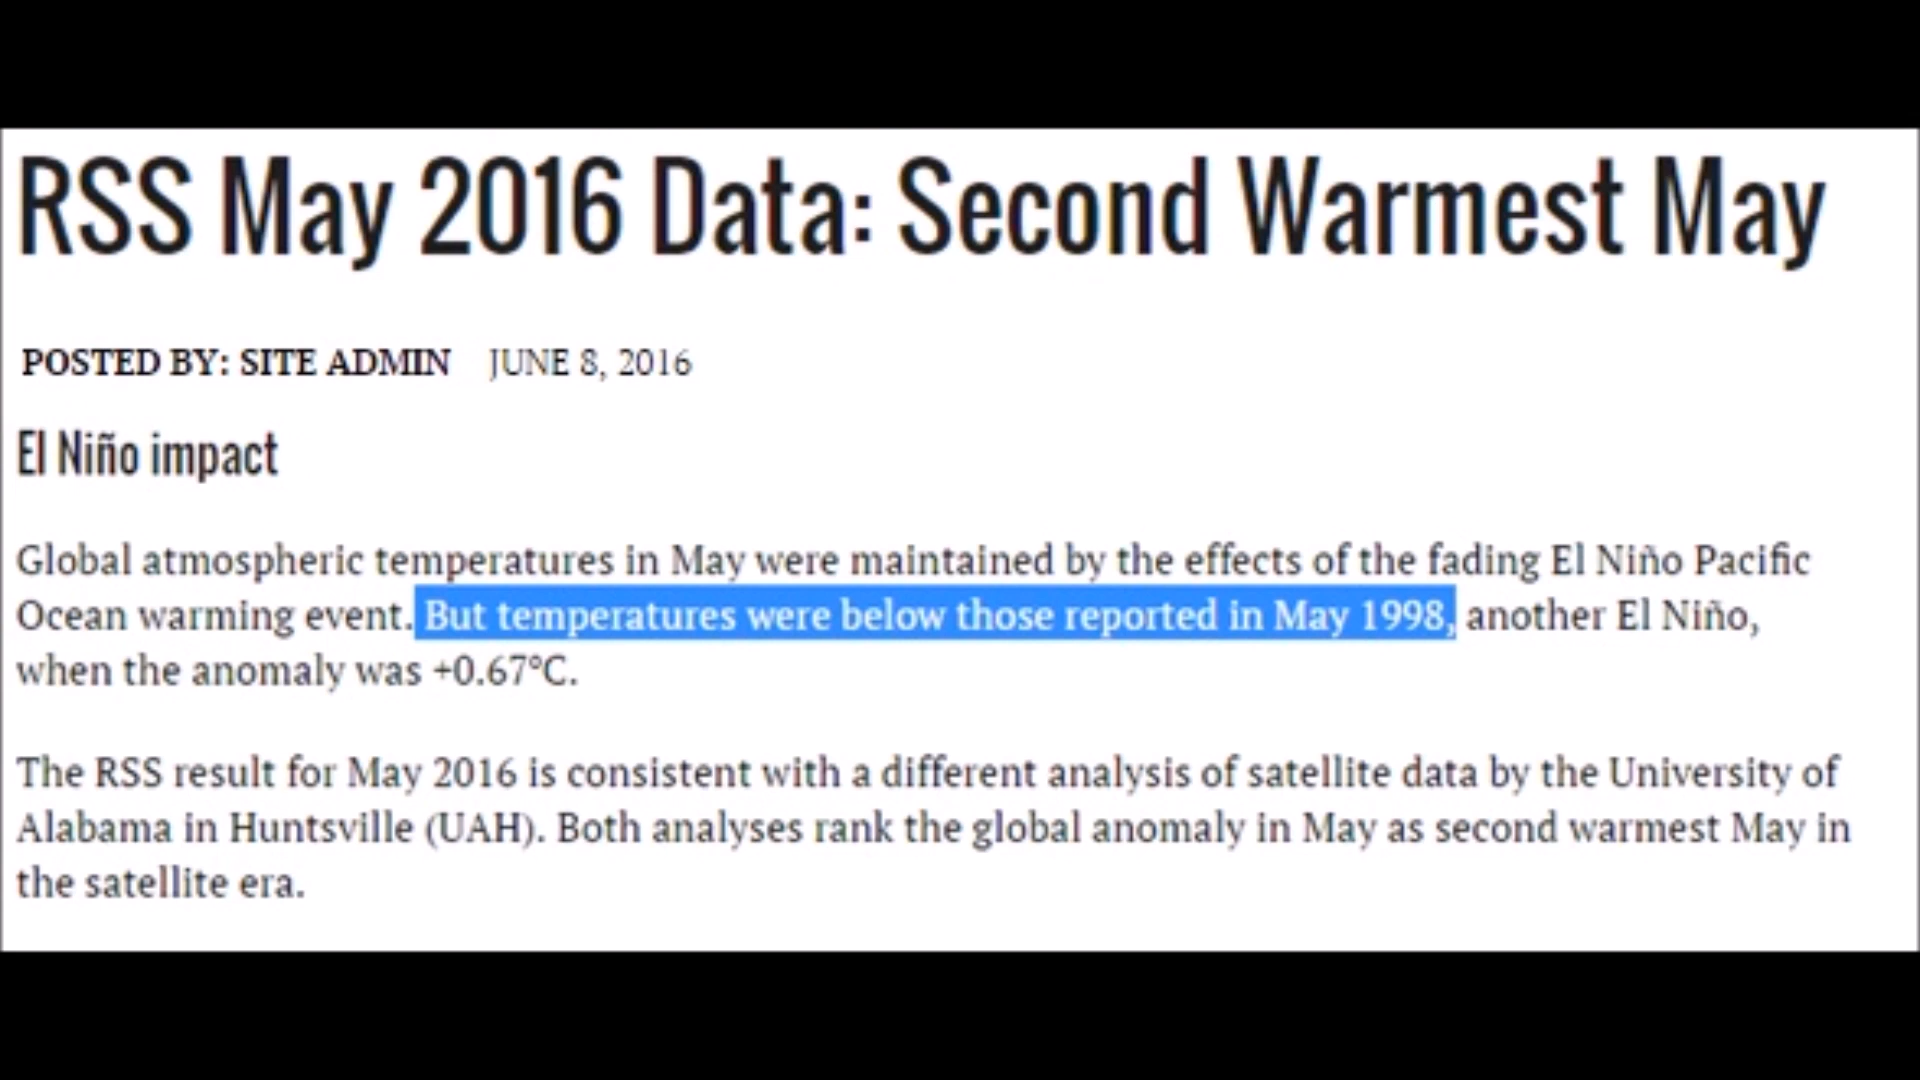 RSS May 2016 Data: Second Warmest May
POSTED BY: SITE ADMIN JUNE 8, 2016
El Niño impact
Global atmospheric temperatures in May were maintained by the effects of the fading El Niño Pacific
Ocean warming event. But temperatures were below those reported in May 1998, another El Niño,
when the anomaly was +0.67°C.
The RSS result for May 2016 is consistent with a different analysis of satellite data by the University of
Alabama in Huntsville (UAH). Both analyses rank the global anomaly in May as second warmest May in
the satellite era.